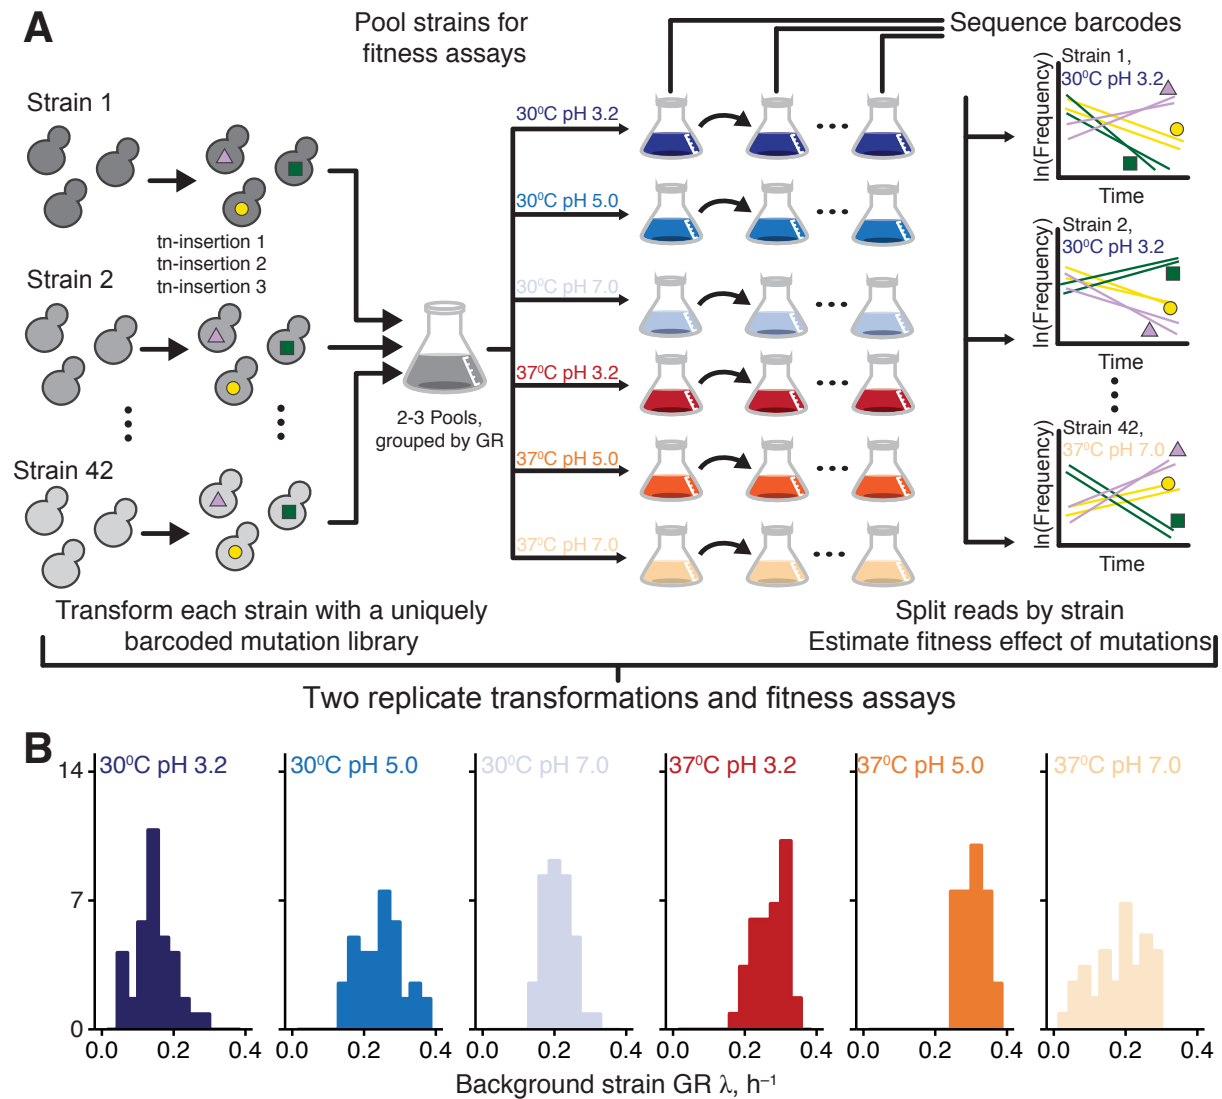 A
Pool strains for
fitness assays
Sequence barcodes
Strain 1
tn-insertion 1
tn-insertion 2
tn-insertion 3
Strain 2
Strain 42
2-3 Pools,
grouped by GR
30⁰C pH 3.2
30⁰C pH 5.0
30⁰C pH 7.0
37⁰C pH 3.2
37⁰C pH 5.0
37⁰C pH 7.0
Strain 1,
30⁰C pH 3.2
ln(Frequency)
Time
Strain 2,
30⁰C pH 3.2
ln(Frequency)
Time
Strain 42,
37⁰C pH 7.0
ln(Frequency)
Time
Transform each strain with a uniquely
barcoded mutation library
Split reads by strain
Estimate fitness effect of mutations
Two replicate transformations and fitness assays
B
30⁰C pH 3.2 30⁰C pH 5.0 30⁰C pH 7.0 37⁰C pH 3.2 37⁰C pH 5.0 37⁰C pH 7.0
14
7
0
0.0 0.2 0.4 0.0 0.2 0.4 0.0 0.2 0.4 0.0 0.2 0.4 0.0 0.2 0.4 0.0 0.2 0.4
Background strain GR λ, h⁻¹